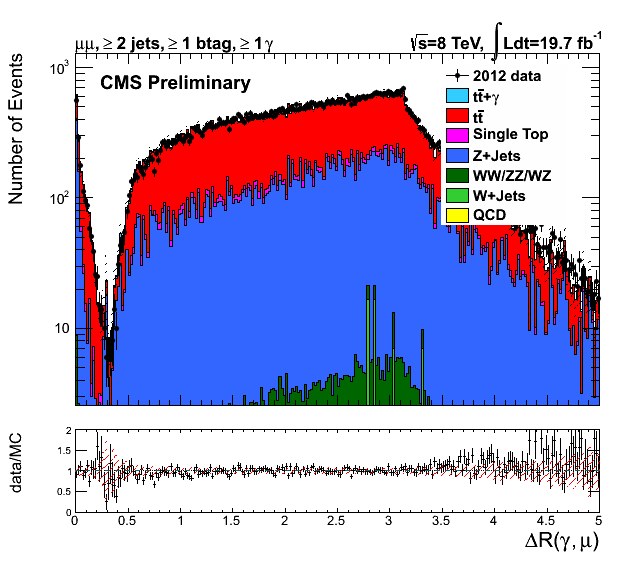 μμ, ≥ 2 jets, ≥ 1 btag, ≥ 1 γ
√s=8 TeV, ∫ Ldt=19.7 fb⁻¹
Number of Events
10³
10²
10
CMS Preliminary
2012 data
tt̄+γ
tt̄
Single Top
Z+Jets
WW/ZZ/WZ
W+Jets
QCD
data/MC
2
1.5
1
0.5
0
0 0.5 1 1.5 2 2.5 3 3.5 4 4.5 5
ΔR(γ, μ)